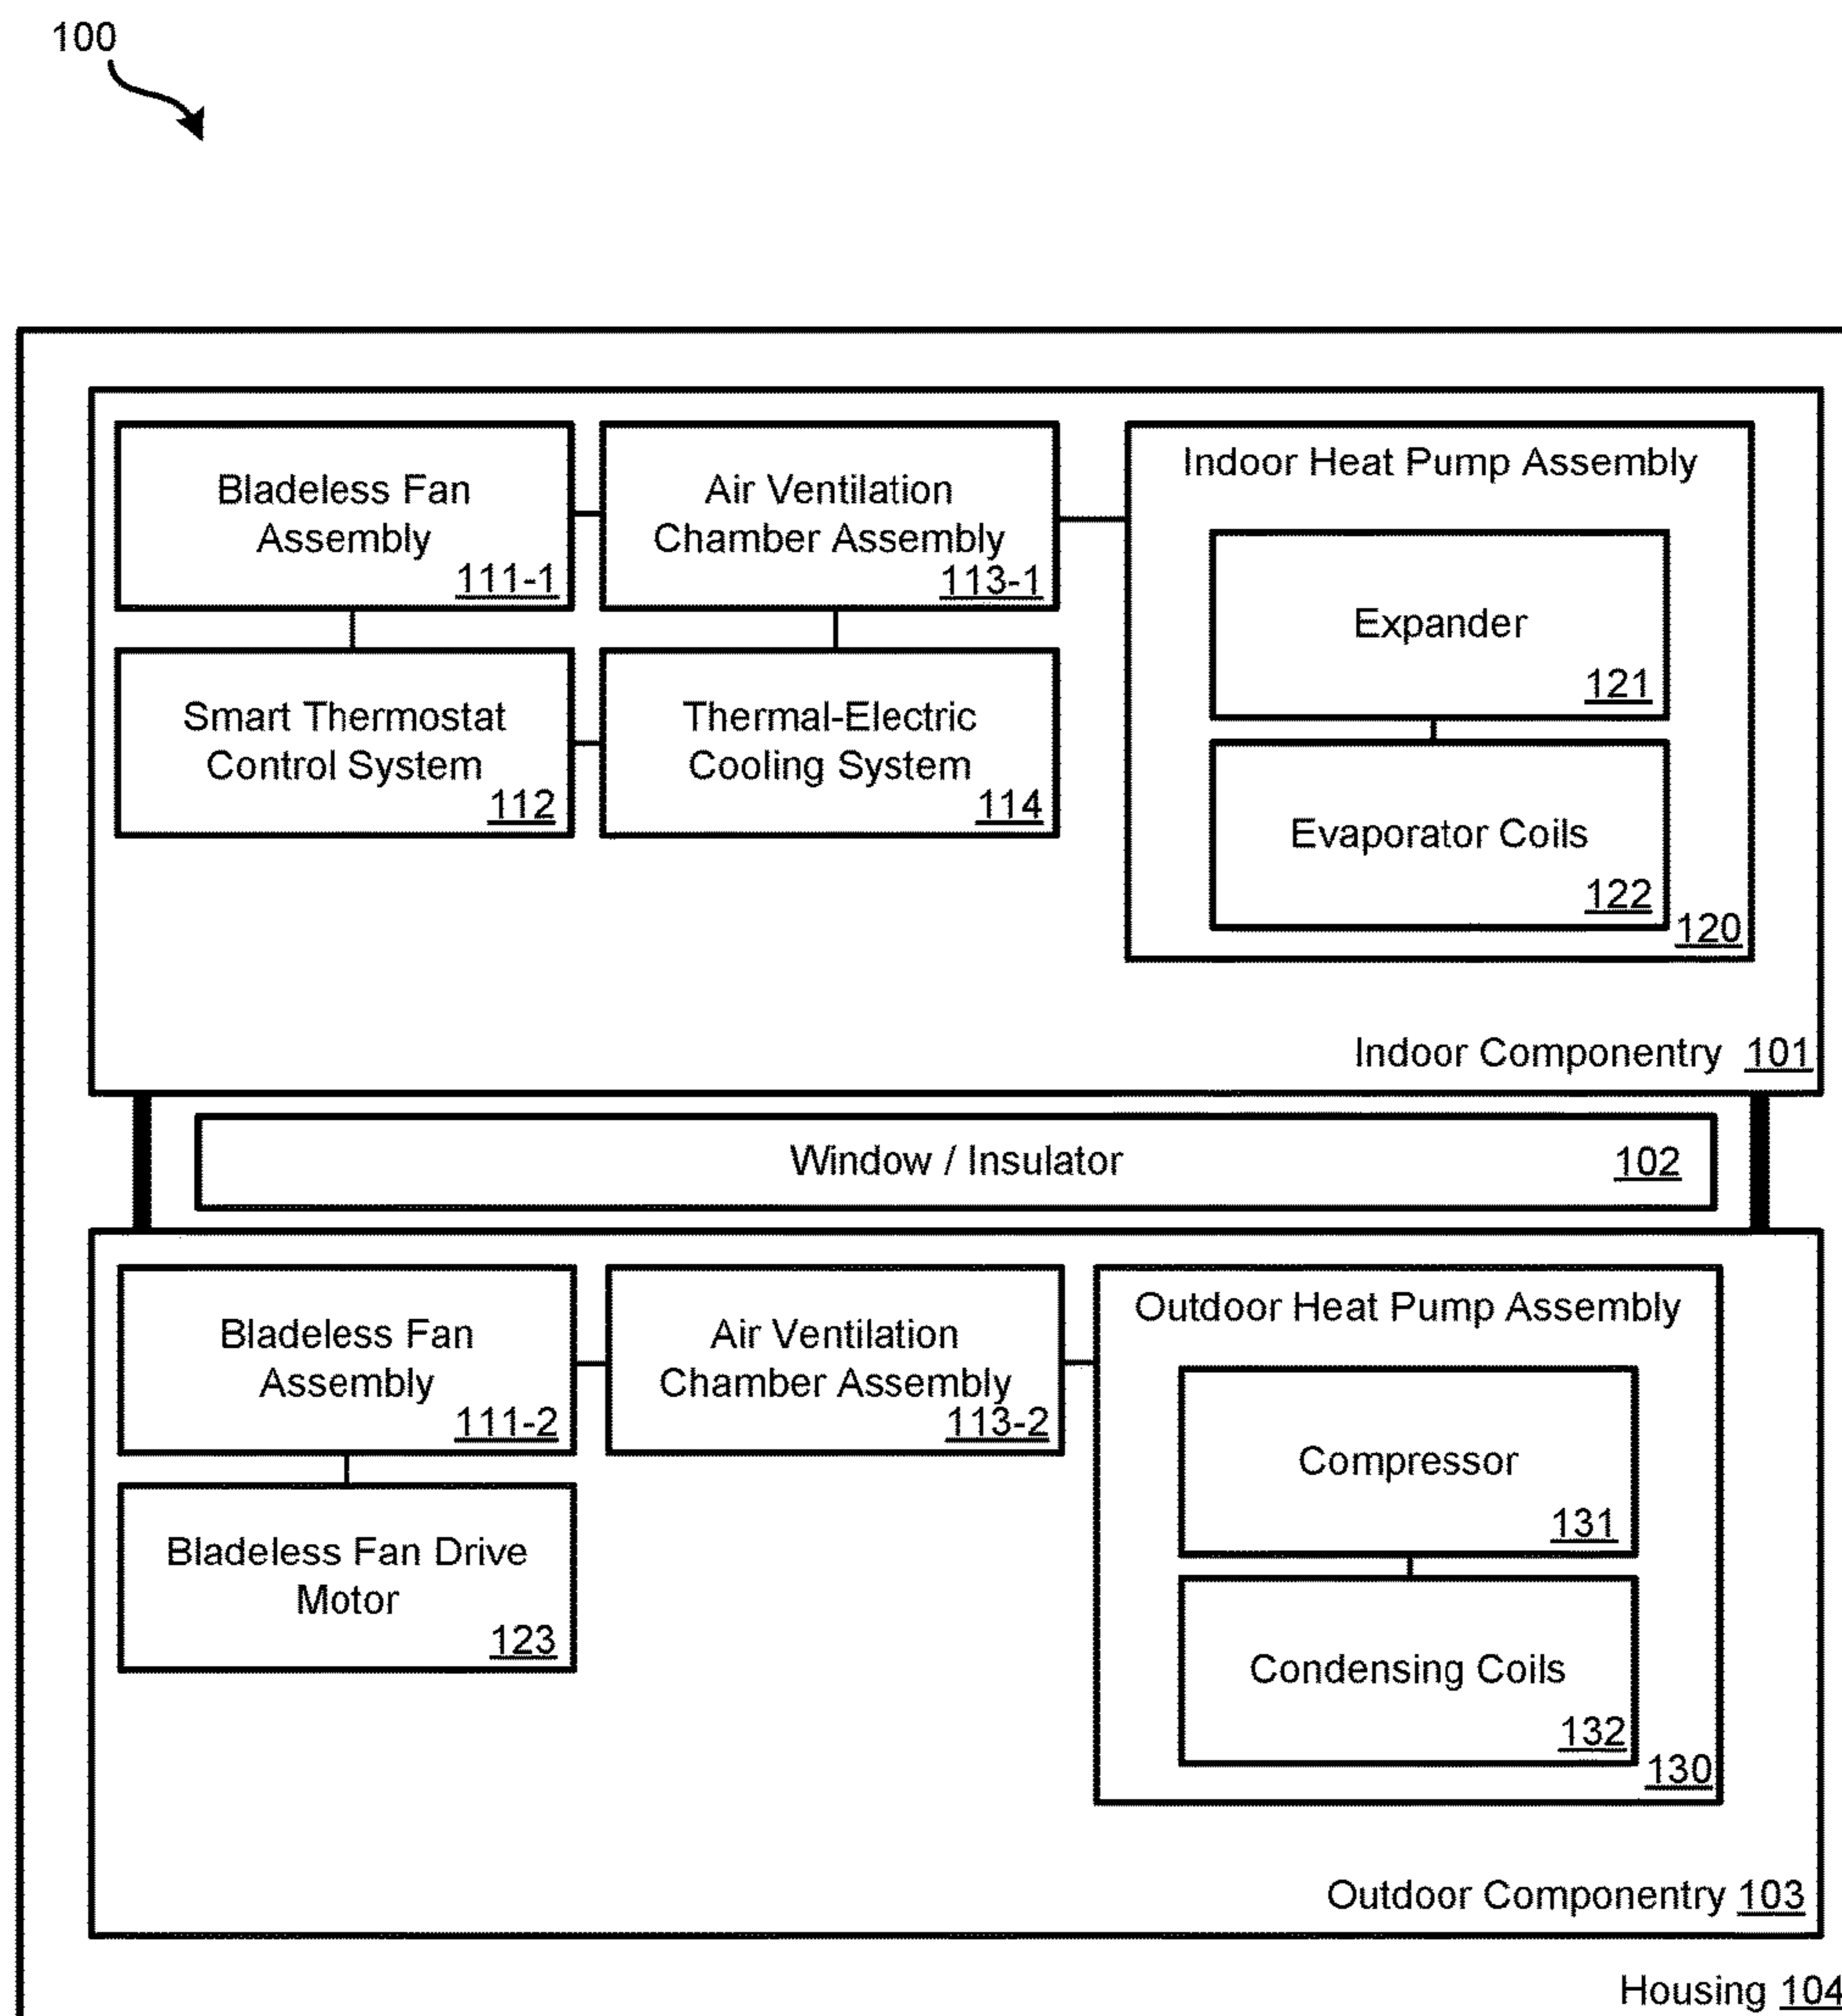 100
Bladeless Fan
Assembly
111-1
Air Ventilation
Chamber Assembly
113-1
Indoor Heat Pump Assembly
Expander
121
Smart Thermostat
Control System
112
Thermal-Electric
Cooling System
114
Evaporator Coils
122
120
Indoor Componentry 101
Window / Insulator 102
Bladeless Fan
Assembly
111-2
Air Ventilation
Chamber Assembly
113-2
Outdoor Heat Pump Assembly
Compressor
131
Bladeless Fan Drive
Motor
123
Condensing Coils
132
130
Outdoor Componentry 103
Housing 104